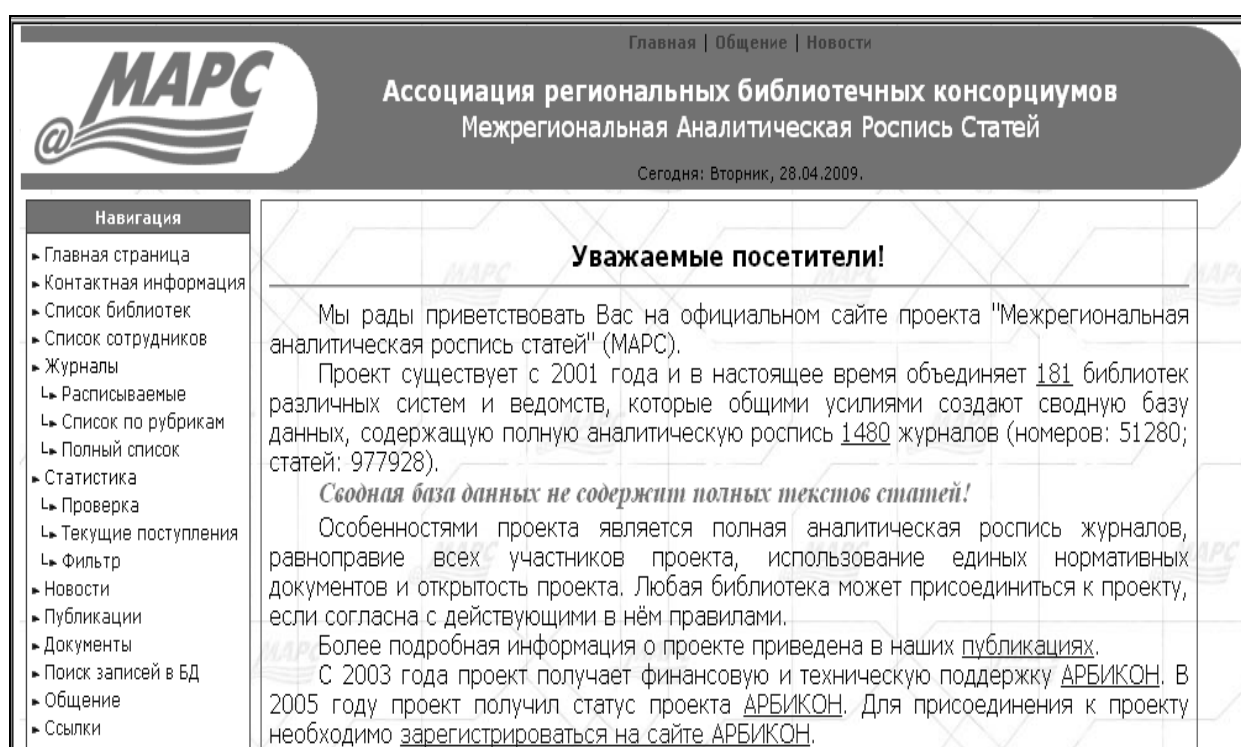 МАРС
@
Главная | Общение | Новости
Ассоциация региональных библиотечных консорциумов
Межрегиональная Аналитическая Роспись Статей
Сегодня: Вторник, 28.04.2009.
Навигация
Главная страница
Контактная информация
Список библиотек
Список сотрудников
Журналы
Расписываемые
Список по рубрикам
Полный список
Статистика
Проверка
Текущие поступления
Фильтр
Новости
Публикации
Документы
Поиск записей в БД
Общение
Ссылки
Уважаемые посетители!
Мы рады приветствовать Вас на официальном сайте проекта "Межрегиональная
аналитическая роспись статей" (МАРС).
Проект существует с 2001 года и в настоящее время объединяет 181 библиотек
различных систем и ведомств, которые общими усилиями создают сводную базу
данных, содержащую полную аналитическую роспись 1480 журналов (номеров: 51280;
статей: 977928).
Сводная база данных не содержит полных текстов статей!
Особенностями проекта является полная аналитическая роспись журналов,
равноправие всех участников проекта, использование единых нормативных
документов и открытость проекта. Любая библиотека может присоединиться к проекту,
если согласна с действующими в нём правилами.
Более подробная информация о проекте приведена в наших публикациях.
С 2003 года проект получает финансовую и техническую поддержку АРБИКОН. В
2005 году проект получил статус проекта АРБИКОН. Для присоединения к проекту
необходимо зарегистрироваться на сайте АРБИКОН.